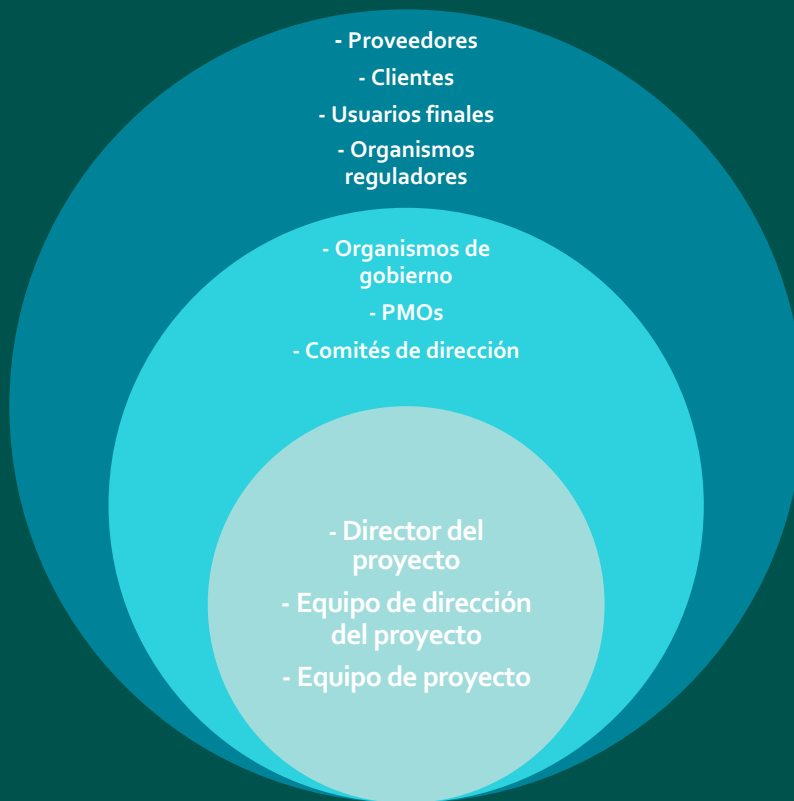 - Proveedores
- Clientes
- Usuarios finales
- Organismos
reguladores
- Organismos de
gobierno
- PMOs
- Comités de dirección
- Director del
proyecto
- Equipo de dirección
del proyecto
- Equipo de proyecto